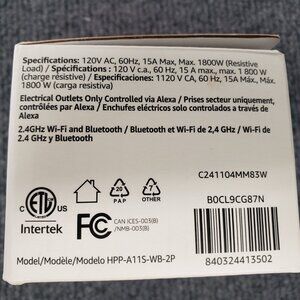 Specifications: 120V AC, 60Hz, 15A Max, Max. 1800W (Resistive
Load) / Spécifications : 120 V c.a., 60 Hz, 15 A max., max. 1 800 W
(charge résistive) / Especificaciones: 1120 V CA, 60 Hz, 15A Máx., Máx.
1800 W (carga resistiva)
Electrical Outlets Only Controlled via Alexa / Prises secteur uniquement,
contrôlées par Alexa / Enchufes eléctricos solo controlados a través de
Alexa
2.4GHz Wi-Fi and Bluetooth / Bluetooth et Wi-Fi de 2,4 GHz / Wi-Fi de
2.4 GHz y Bluetooth
C241104MM83W
ETL
C US
Intertek
20
PAP
7
OTHER
FC
CAN ICES-003(B)
/NMB-003(B)
B0CL9CG87N
840324413502
Model/Modèle/Modelo HPP-A11S-WB-2P